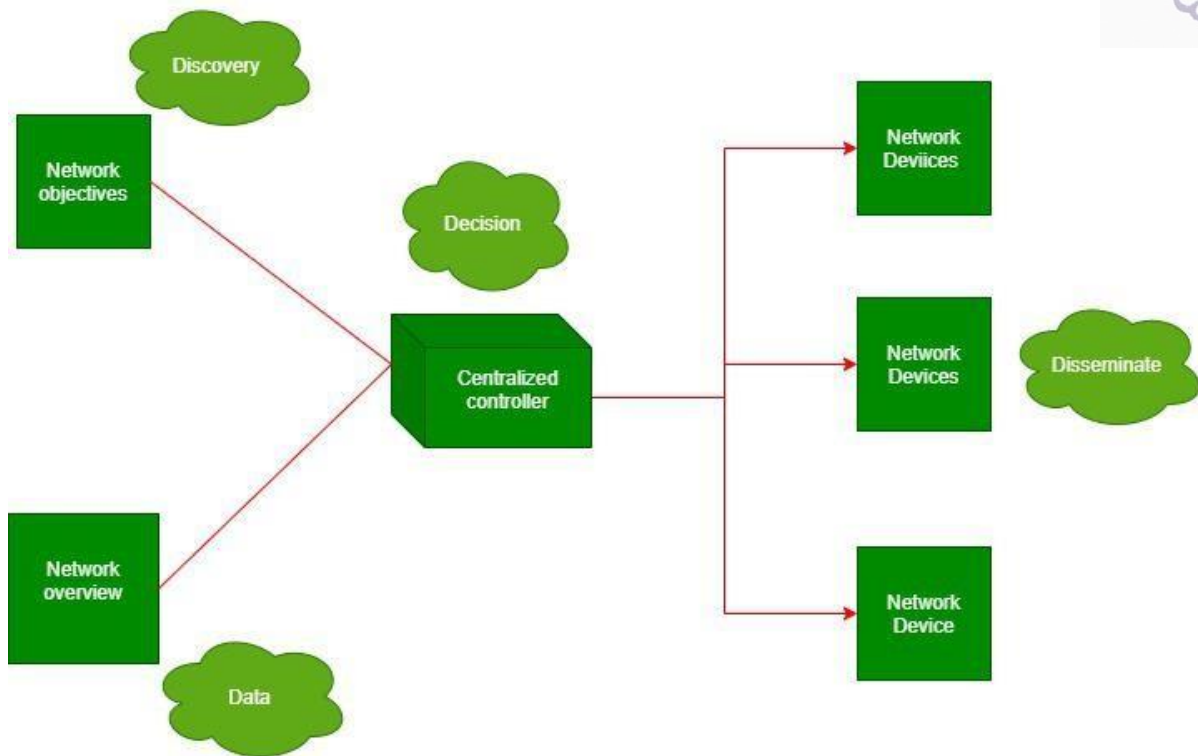 Discovery
Network
objectives
Decision
Centralized
controller
Network
overview
Data
Network
Deviices
Network
Devices
Disseminate
Network
Device